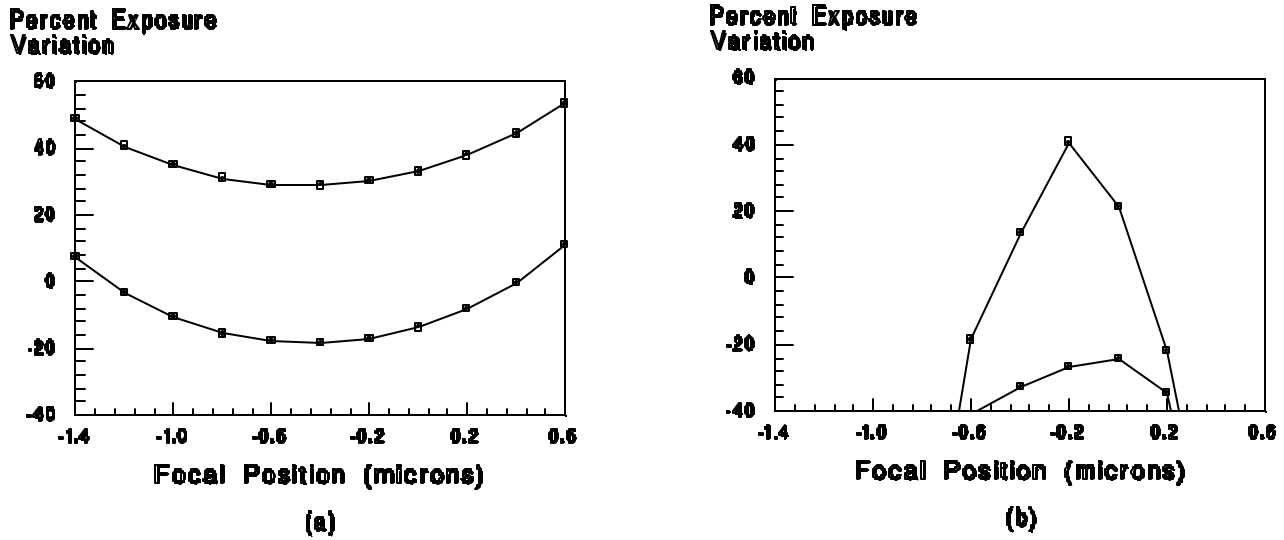 Percent Exposure
Variation
60
40
20
0
-20
-40
-1.4 -1.0 -0.6 -0.2 0.2 0.6
Focal Position (microns)
(a)
Percent Exposure
Variation
60
40
20
0
-20
-40
-1.4 -1.0 -0.6 -0.2 0.2 0.6
Focal Position (microns)
(b)